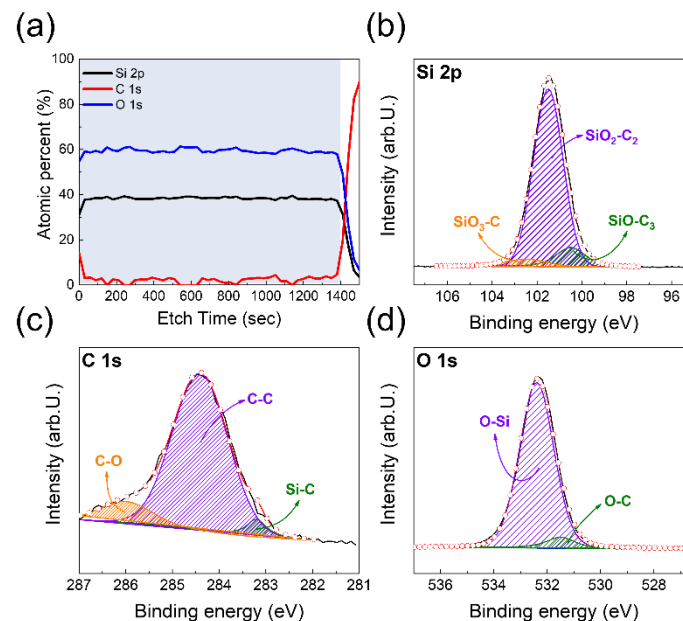 (a)
100
80
60
40
20
0
Atomic percent (%)
Si 2p
C 1s
O 1s
0 200 400 600 800 1000 1200 1400
Etch Time (sec)
(b)
Si 2p
SiO₂-C₂
SiO₃-C
SiO-C₃
Intensity (arb.U.)
106 104 102 100 98 96
Binding energy (eV)
(c)
C 1s
C-C
C-O
Si-C
Intensity (arb.U.)
287 286 285 284 283 282 281
Binding energy (eV)
(d)
O 1s
O-Si
O-C
Intensity (arb.U.)
536 534 532 530 528
Binding energy (eV)